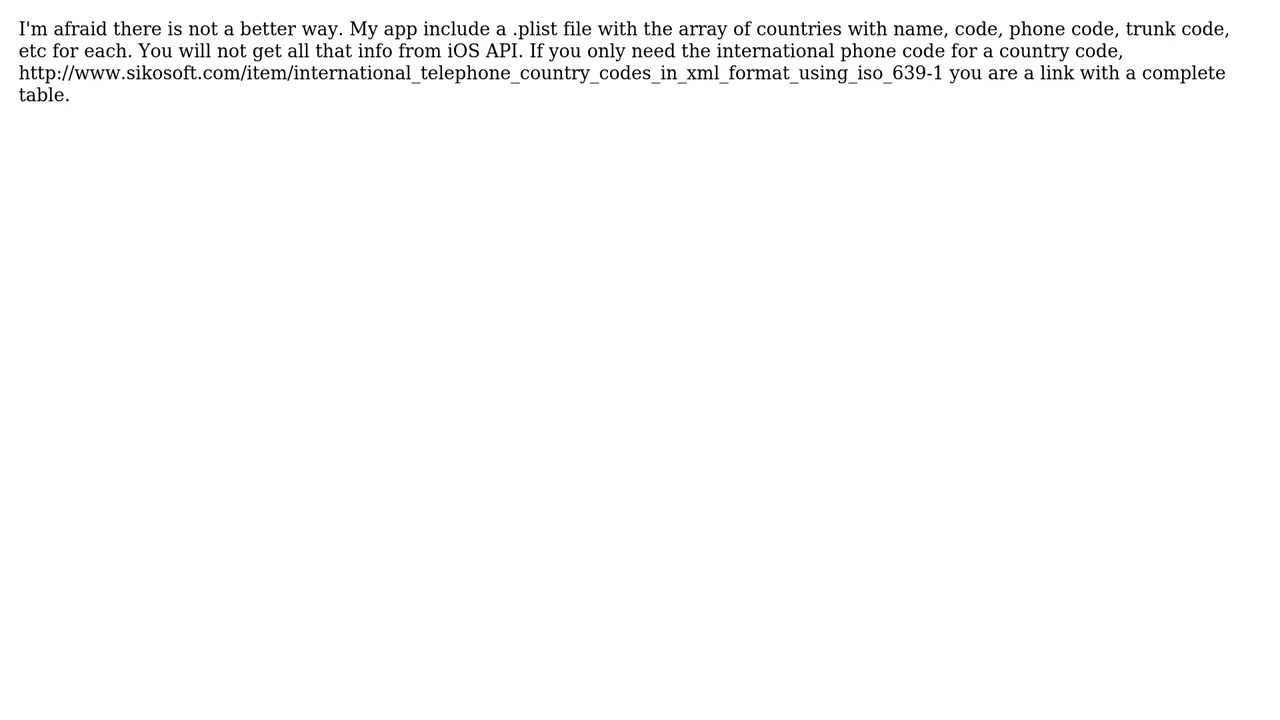 I'm afraid there is not a better way. My app include a .plist file with the array of countries with name, code, phone code, trunk code,
etc for each. You will not get all that info from iOS API. If you only need the international phone code for a country code,
http://www.sikosoft.com/item/international_telephone_country_codes_in_xml_format_using_iso_639-1 you are a link with a complete
table.